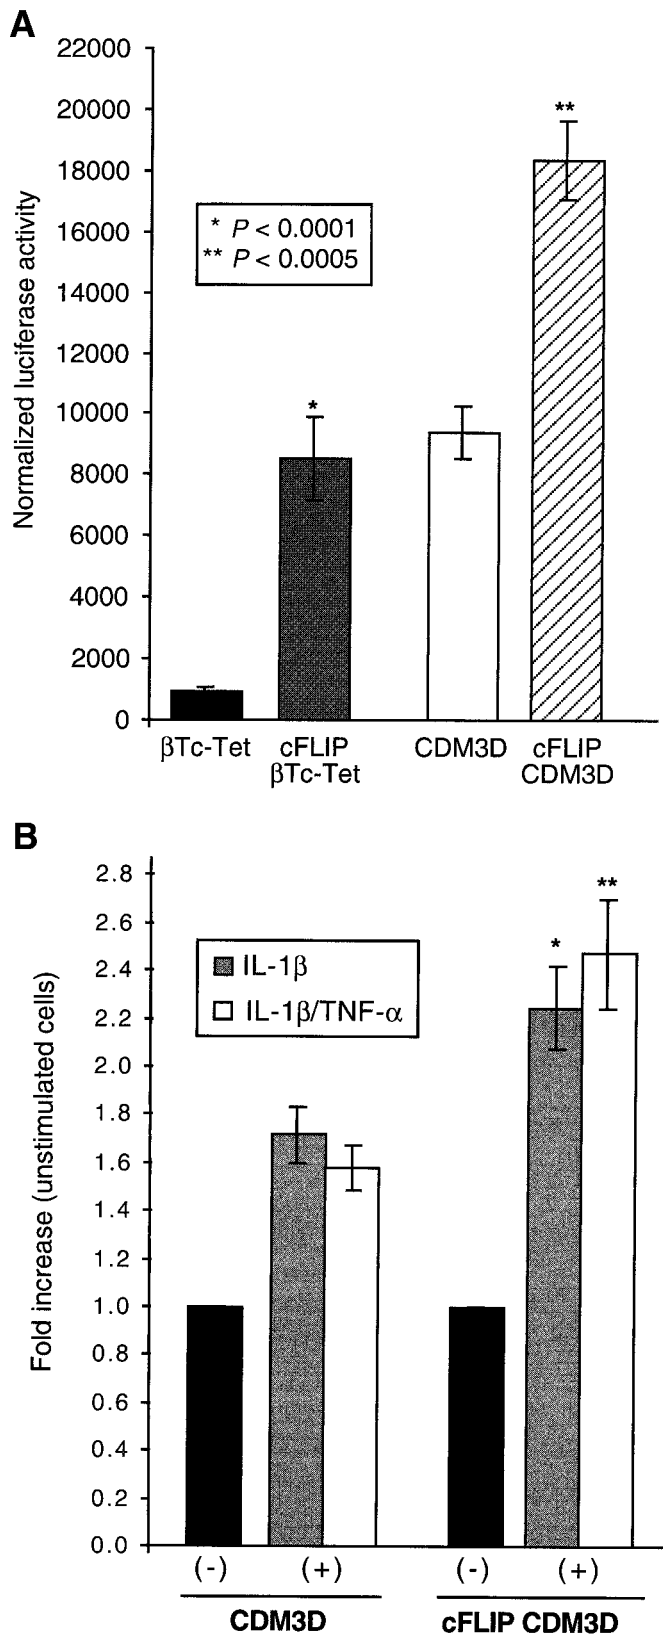 A
Normalized luciferase activity
22000
20000
18000
16000
14000
12000
10000
8000
6000
4000
2000
0
* P < 0.0001
** P < 0.0005
*
**
βTc-Tet
cFLIP
βTc-Tet
CDM3D
cFLIP
CDM3D
B
Fold increase (unstimulated cells)
2.8
2.6
2.4
2.2
2.0
1.8
1.6
1.4
1.2
1.0
0.8
0.6
0.4
0.2
0.0
IL-1β
IL-1β/TNF-α
*
**
(-) (+) (-) (+)
CDM3D cFLIP CDM3D